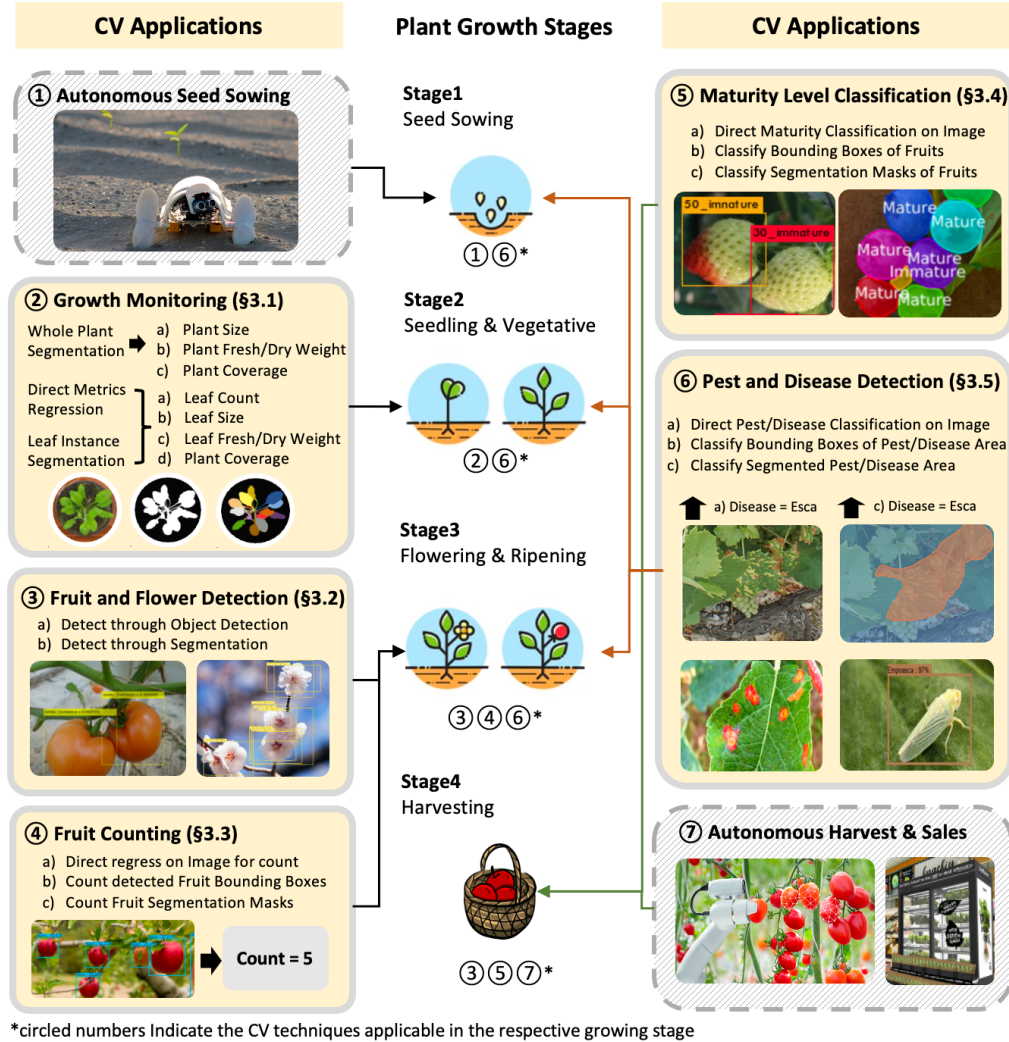 CV Applications
Plant Growth Stages
CV Applications
① Autonomous Seed Sowing
② Growth Monitoring (§3.1)
Whole Plant
Segmentation
a) Plant Size
b) Plant Fresh/Dry Weight
c) Plant Coverage
Direct Metrics
Regression
Leaf Instance
Segmentation
a) Leaf Count
b) Leaf Size
c) Leaf Fresh/Dry Weight
d) Plant Coverage
③ Fruit and Flower Detection (§3.2)
a) Detect through Object Detection
b) Detect through Segmentation
④ Fruit Counting (§3.3)
a) Direct regress on Image for count
b) Count detected Fruit Bounding Boxes
c) Count Fruit Segmentation Masks
Count = 5
Stage1
Seed Sowing
①⑥*
Stage2
Seedling & Vegetative
②⑥*
Stage3
Flowering & Ripening
③④⑥*
Stage4
Harvesting
③⑤⑦*
⑤ Maturity Level Classification (§3.4)
a) Direct Maturity Classification on Image
b) Classify Bounding Boxes of Fruits
c) Classify Segmentation Masks of Fruits
50_immature
30_immature
Mature
Mature
Mature
Mature
Immature
Mature
Mature
⑥ Pest and Disease Detection (§3.5)
a) Direct Pest/Disease Classification on Image
b) Classify Bounding Boxes of Pest/Disease Area
c) Classify Segmented Pest/Disease Area
a) Disease = Esca
c) Disease = Esca
Empoasca : 97%
⑦ Autonomous Harvest & Sales
*circled numbers Indicate the CV techniques applicable in the respective growing stage